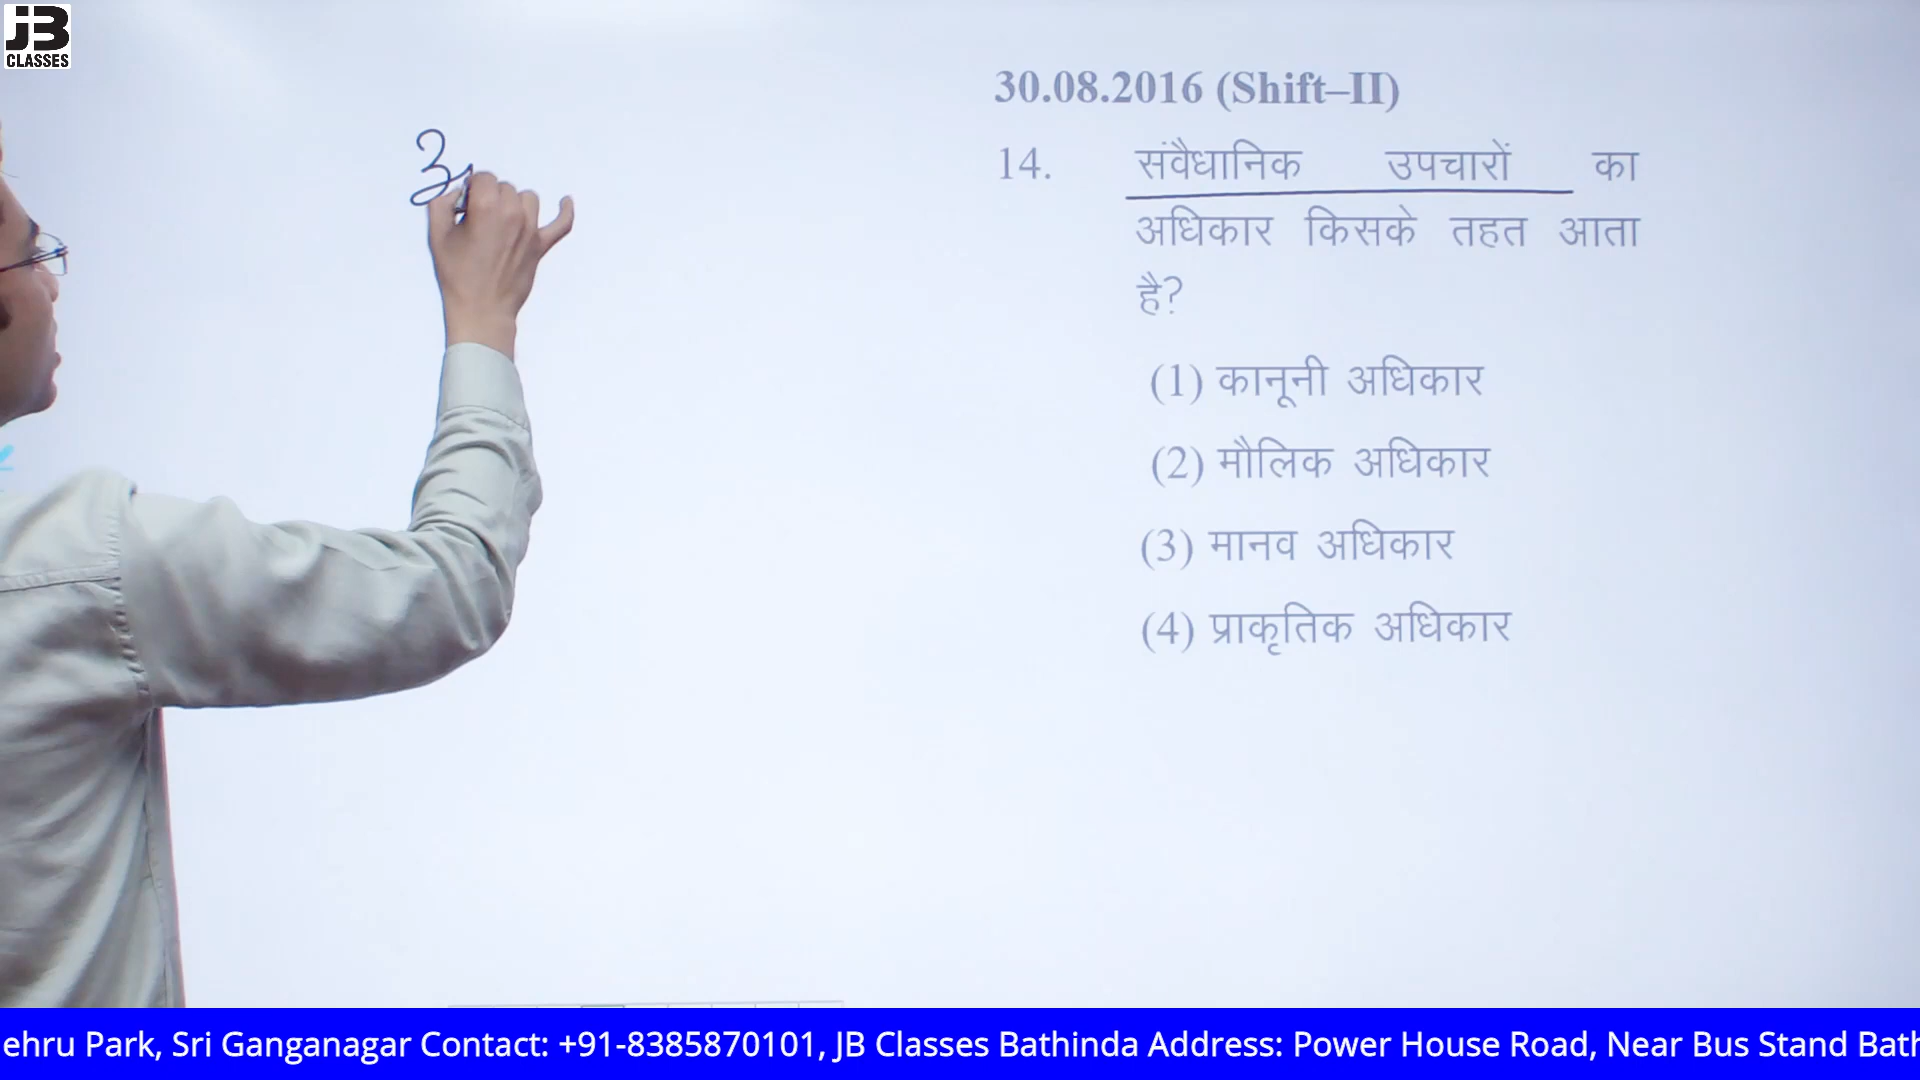 JB
CLASSES
30.08.2016 (Shift–II)
14. संवैधानिक उपचारों का
अधिकार किसके तहत आता
है?
(1) कानूनी अधिकार
(2) मौलिक अधिकार
(3) मानव अधिकार
(4) प्राकृतिक अधिकार
ehru Park, Sri Ganganagar Contact: +91-8385870101, JB Classes Bathinda Address: Power House Road, Near Bus Stand Bath